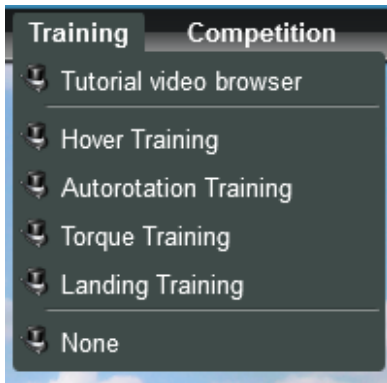 Training Competition
Tutorial video browser
Hover Training
Autorotation Training
Torque Training
Landing Training
None